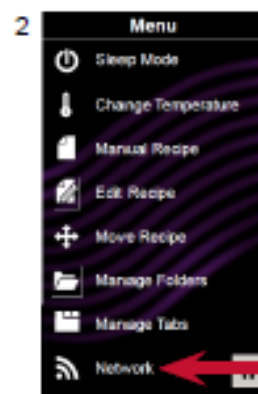 2
Menu
Sleep Mode
Change Temperature
Manual Recipe
Edit Recipe
Move Recipe
Manage Folders
Manage Tabs
Network